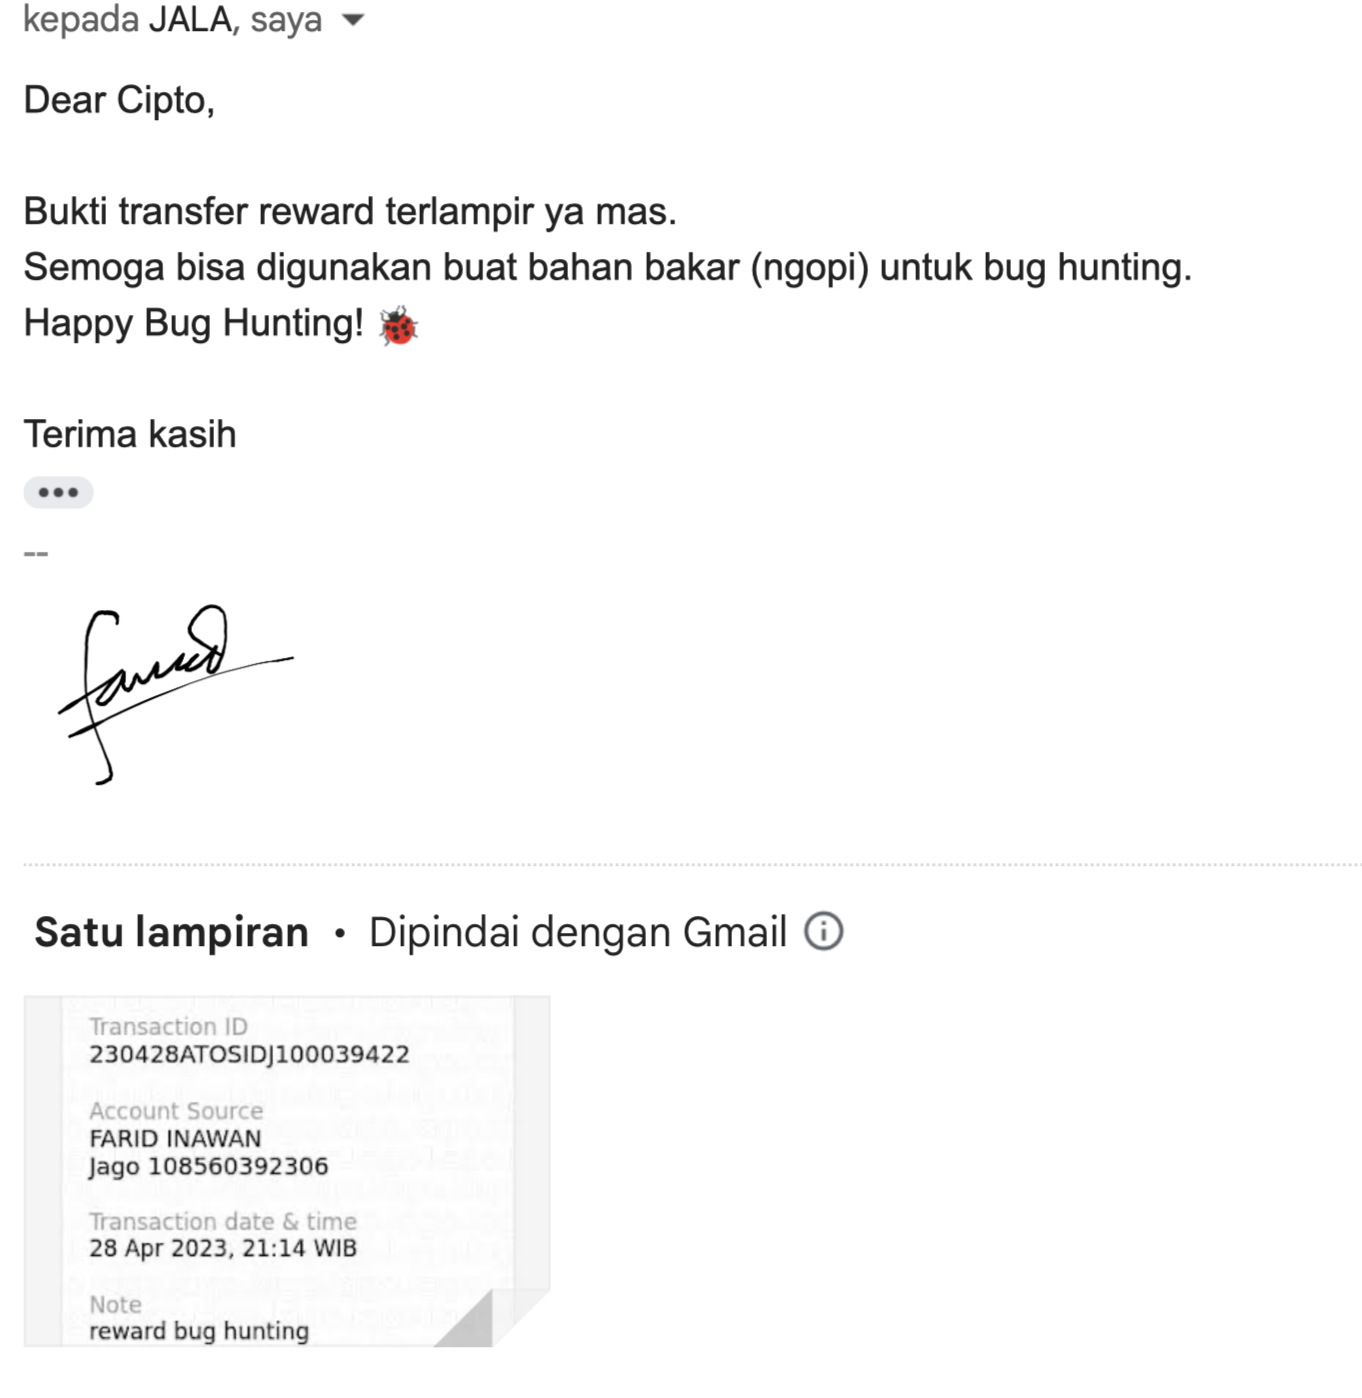 kepada JALA, saya
Dear Cipto,
Bukti transfer reward terlampir ya mas.
Semoga bisa digunakan buat bahan bakar (ngopi) untuk bug hunting.
Happy Bug Hunting! 🐞
Terima kasih
•••
--
Satu lampiran • Dipindai dengan Gmail
Transaction ID
230428ATOSIDJ100039422
Account Source
FARID INAWAN
Jago 108560392306
Transaction date & time
28 Apr 2023, 21:14 WIB
Note
reward bug hunting